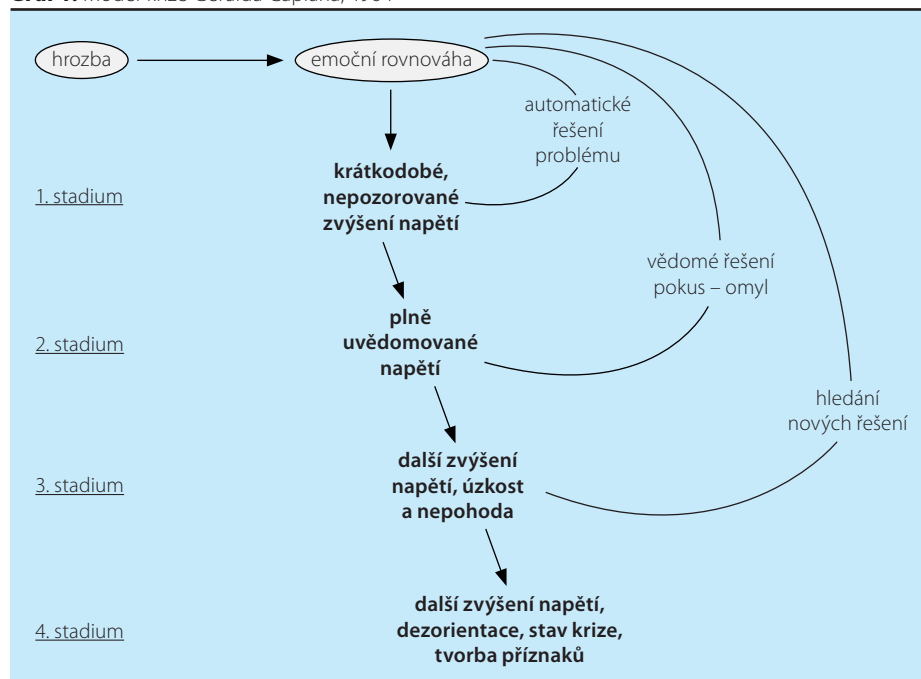 hrozba
emoční rovnováha
automatické
řešení
problému
1. stadium
krátkodobé,
nepozorované
zvýšení napětí
vědomé řešení
pokus – omyl
2. stadium
plně
uvědomované
napětí
hledání
nových řešení
3. stadium
další zvýšení
napětí, úzkost
a nepohoda
4. stadium
další zvýšení napětí,
dezorientace, stav krize,
tvorba příznaků